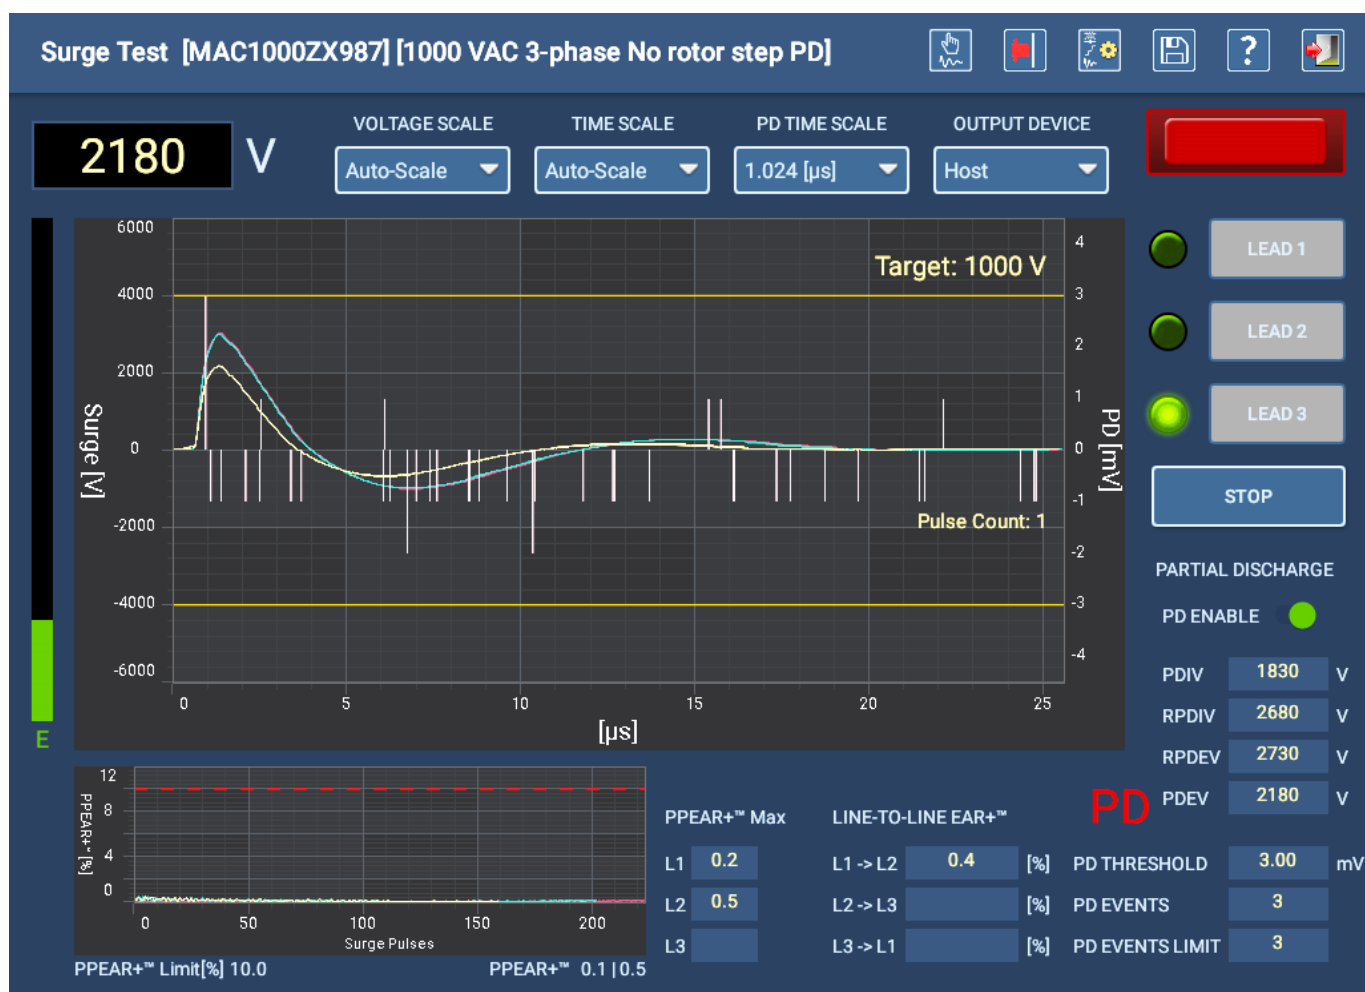 Surge Test [MAC1000ZX987] [1000 VAC 3-phase No rotor step PD]
?
2180 V
VOLTAGE SCALE
Auto-Scale
TIME SCALE
Auto-Scale
PD TIME SCALE
1.024 [µs]
OUTPUT DEVICE
Host
6000
4000
2000
0
-2000
-4000
-6000
Surge [V]
Target: 1000 V
Pulse Count: 1
4
3
2
1
0
-1
-2
-3
-4
PD [mV]
0 5 10 15 20 25
[µs]
E
LEAD 1
LEAD 2
LEAD 3
STOP
PARTIAL DISCHARGE
PD ENABLE
PDIV 1830 V
RPDIV 2680 V
RPDEV 2730 V
PD
PDEV 2180 V
PD THRESHOLD 3.00 mV
PD EVENTS 3
PD EVENTS LIMIT 3
12
8
4
0
PPEAR+™ [%]
0 50 100 150 200
Surge Pulses
PPEAR+™ Limit[%] 10.0
PPEAR+™ 0.1|0.5
PPEAR+™ Max
L1 0.2
L2 0.5
L3
LINE-TO-LINE EAR+™
L1 -> L2 0.4 [%]
L2 -> L3 [%]
L3 -> L1 [%]